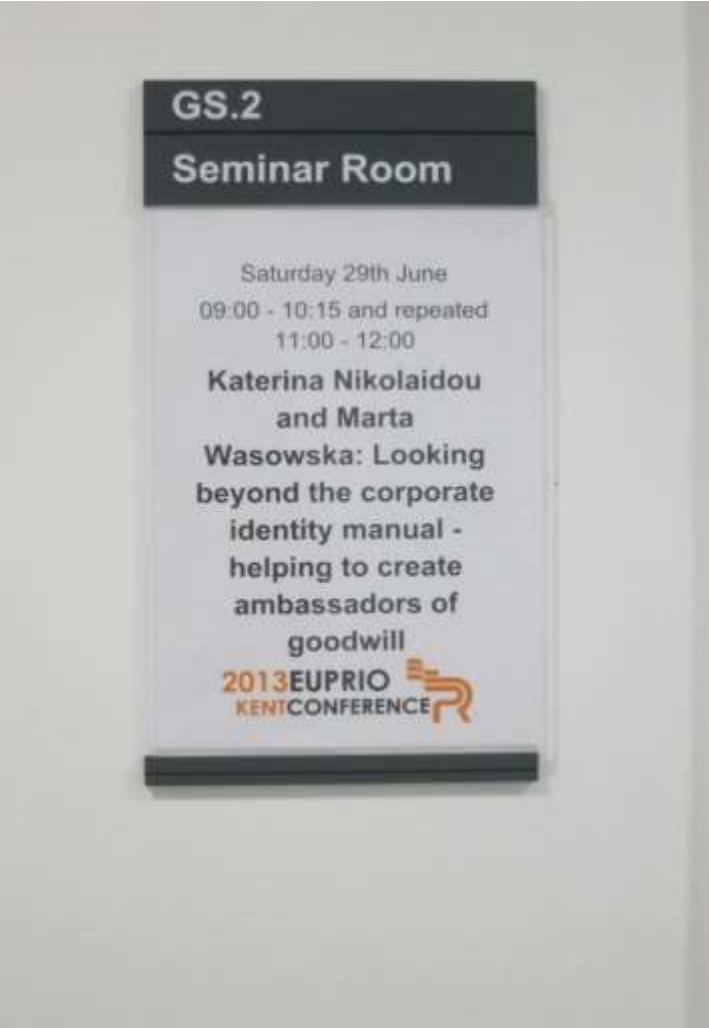 GS.2
Seminar Room
Saturday 29th June
09:00 - 10:15 and repeated
11:00 - 12:00
Katerina Nikolaidou
and Marta
Wasowska: Looking
beyond the corporate
identity manual -
helping to create
ambassadors of
goodwill
2013EUPRIO
KENTCONFERENCE